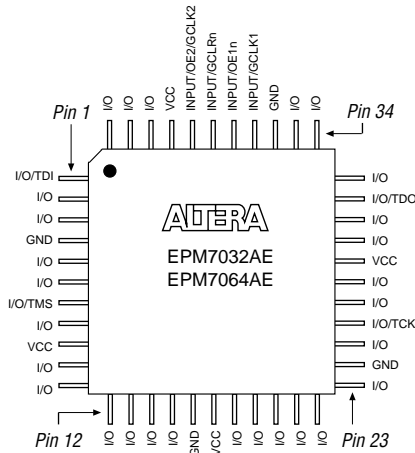 I/O
I/O
I/O
VCC
INPUT/OE2/GCLK2
INPUT/GCLRn
INPUT/OE1n
INPUT/GCLK1
GND
I/O
I/O
Pin 1
Pin 34
I/O/TDI
I/O
I/O
GND
I/O
I/O
I/O/TMS
I/O
VCC
I/O
I/O
ALTERA
EPM7032AE
EPM7064AE
I/O
I/O/TDO
I/O
I/O
VCC
I/O
I/O
I/O/TCK
I/O
GND
I/O
Pin 12
Pin 23
I/O
I/O
I/O
I/O
GND
VCC
I/O
I/O
I/O
I/O
I/O